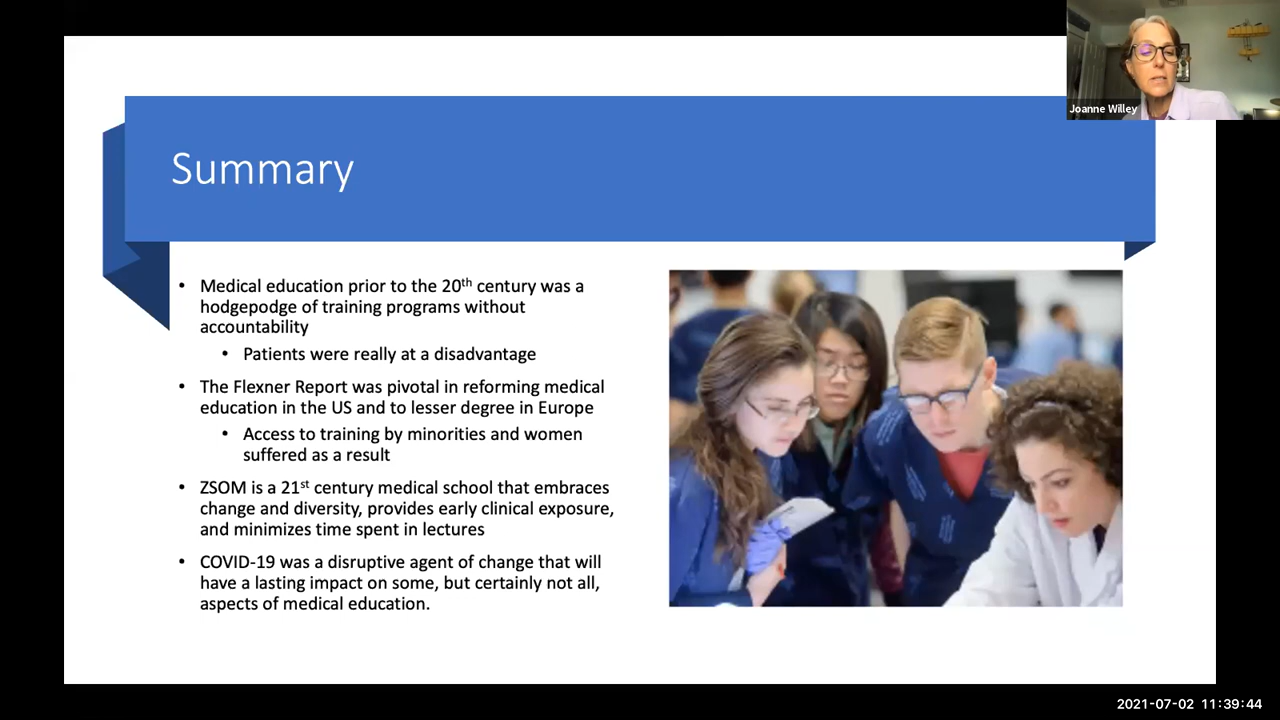 Joanne Willey
Summary
• Medical education prior to the 20th century was a
hodgepodge of training programs without
accountability
• Patients were really at a disadvantage
• The Flexner Report was pivotal in reforming medical
education in the US and to lesser degree in Europe
• Access to training by minorities and women
suffered as a result
• ZSOM is a 21st century medical school that embraces
change and diversity, provides early clinical exposure,
and minimizes time spent in lectures
• COVID-19 was a disruptive agent of change that will
have a lasting impact on some, but certainly not all,
aspects of medical education.
2021-07-02 11:39:44